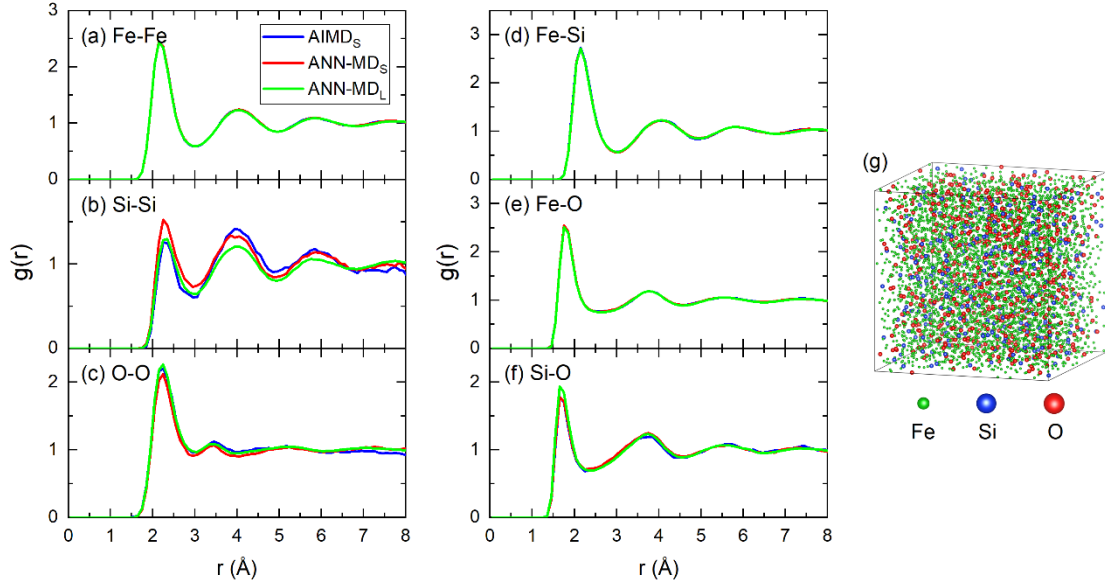 (a) Fe-Fe
AIMD_S
ANN-MD_S
ANN-MD_L
0
1
2
(b) Si-Si
g(r)
0
1
(c) O-O
0
1
2
0 1 2 3 4 5 6 7 8
r (Å)
(d) Fe-Si
0
1
2
3
(e) Fe-O
g(r)
0
1
2
3
(f) Si-O
0
1
2
0 1 2 3 4 5 6 7 8
r (Å)
(g)
Fe Si O